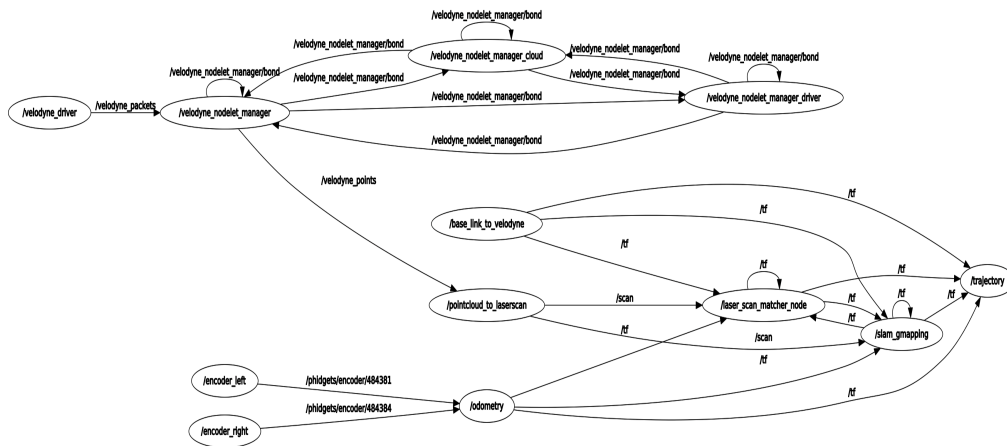 /velodyne_nodelet_manager/bond
/velodyne_nodelet_manager/bond
/velodyne_nodelet_manager/bond
/velodyne_nodelet_manager_cloud
/velodyne_nodelet_manager/bond
/velodyne_nodelet_manager/bond
/velodyne_nodelet_manager/bond
/velodyne_nodelet_manager/bond
/velodyne_nodelet_manager/bond
/velodyne_nodelet_manager_driver
/velodyne_driver
/velodyne_packets
/velodyne_nodelet_manager
/velodyne_nodelet_manager/bond
/velodyne_points
/tf
/tf
/base_link_to_velodyne
/tf
/tf
/tf
/trajectory
/pointcloud_to_laserscan
/scan
/laser_scan_matcher_node
/tf
/tf
/tf
/tf
/tf
/scan
/slam_gmapping
/tf
/encoder_left
/phidgets/encoder/484381
/tf
/odometry
/phidgets/encoder/484384
/encoder_right